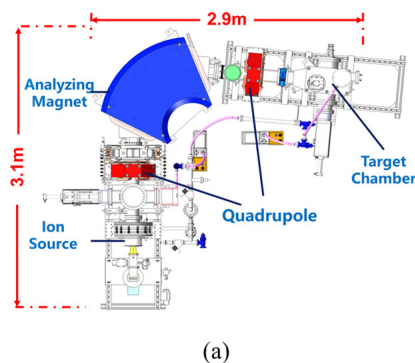 2.9m
Analyzing
Magnet
3.1m
Target
Chamber
Quadrupole
Ion
Source
(a)